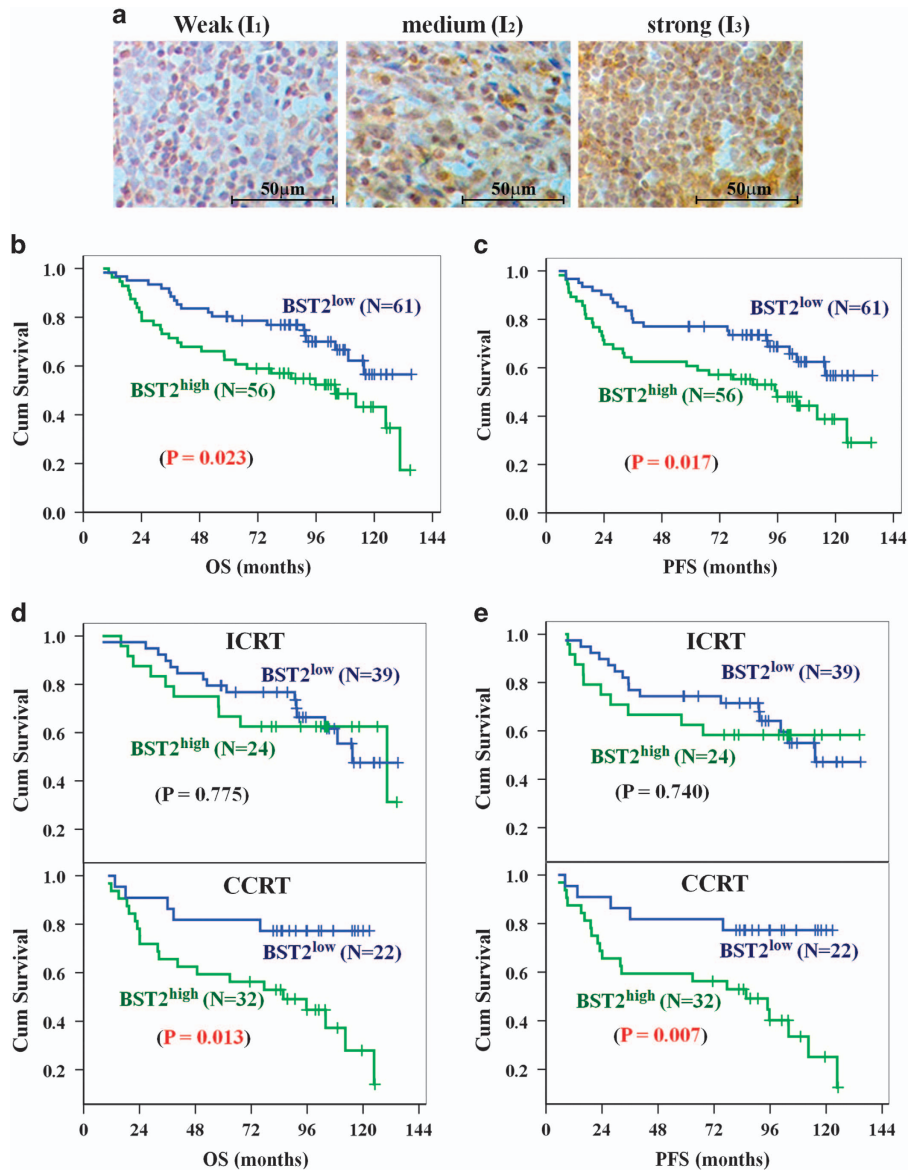 a
Weak (I₁) medium (I₂) strong (I₃)
50μm 50μm 50μm
b
1.0
0.8
0.6
0.4
0.2
0.0
Cum Survival
BST2ˡᵒʷ (N=61)
BST2ʰⁱᵍʰ (N=56)
(P = 0.023)
0 24 48 72 96 120 144
OS (months)
c
1.0
0.8
0.6
0.4
0.2
0.0
Cum Survival
BST2ˡᵒʷ (N=61)
BST2ʰⁱᵍʰ (N=56)
(P = 0.017)
0 24 48 72 96 120 144
PFS (months)
d
ICRT
1.0
0.8
0.6
0.4
0.2
Cum Survival
BST2ˡᵒʷ (N=39)
BST2ʰⁱᵍʰ (N=24)
(P = 0.775)
CCRT
1.0
0.8
0.6
0.4
0.2
Cum Survival
BST2ˡᵒʷ (N=22)
BST2ʰⁱᵍʰ (N=32)
(P = 0.013)
0 24 48 72 96 120 144
OS (months)
e
ICRT
1.0
0.8
0.6
0.4
0.2
Cum Survival
BST2ˡᵒʷ (N=39)
BST2ʰⁱᵍʰ (N=24)
(P = 0.740)
CCRT
1.0
0.8
0.6
0.4
0.2
Cum Survival
BST2ˡᵒʷ (N=22)
BST2ʰⁱᵍʰ (N=32)
(P = 0.007)
0 24 48 72 96 120 144
PFS (months)